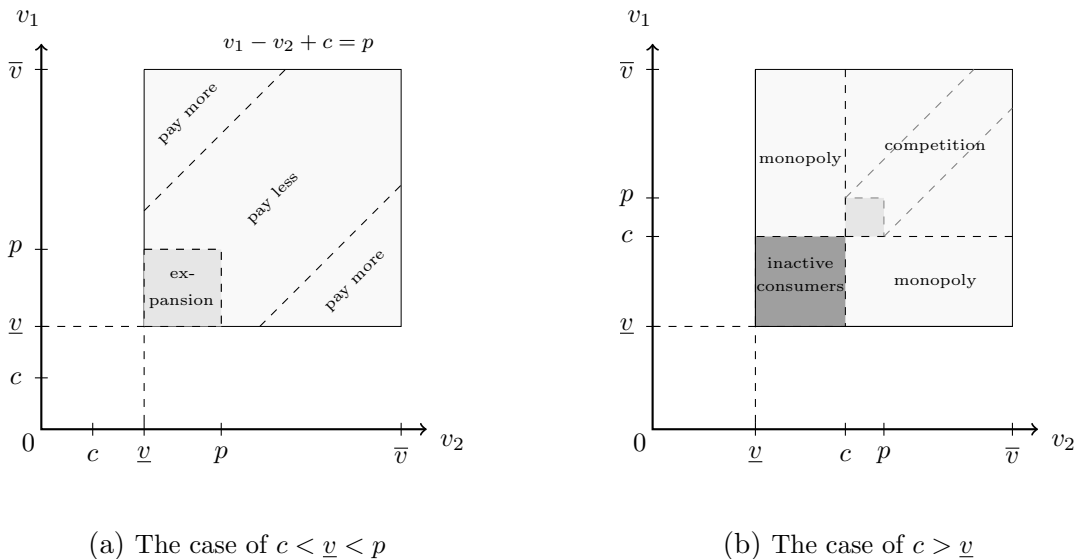 v₁
v₁ − v₂ + c = p
v̅
pay more
pay less
p
ex-
pansion
pay more
v̲
c
0
c
v̲
p
v̅
v₂
(a) The case of c < v̲ < p
v₁
v̅
monopoly
competition
p
c
inactive
consumers
monopoly
v̲
0
v̲
c
p
v̅
v₂
(b) The case of c > v̲